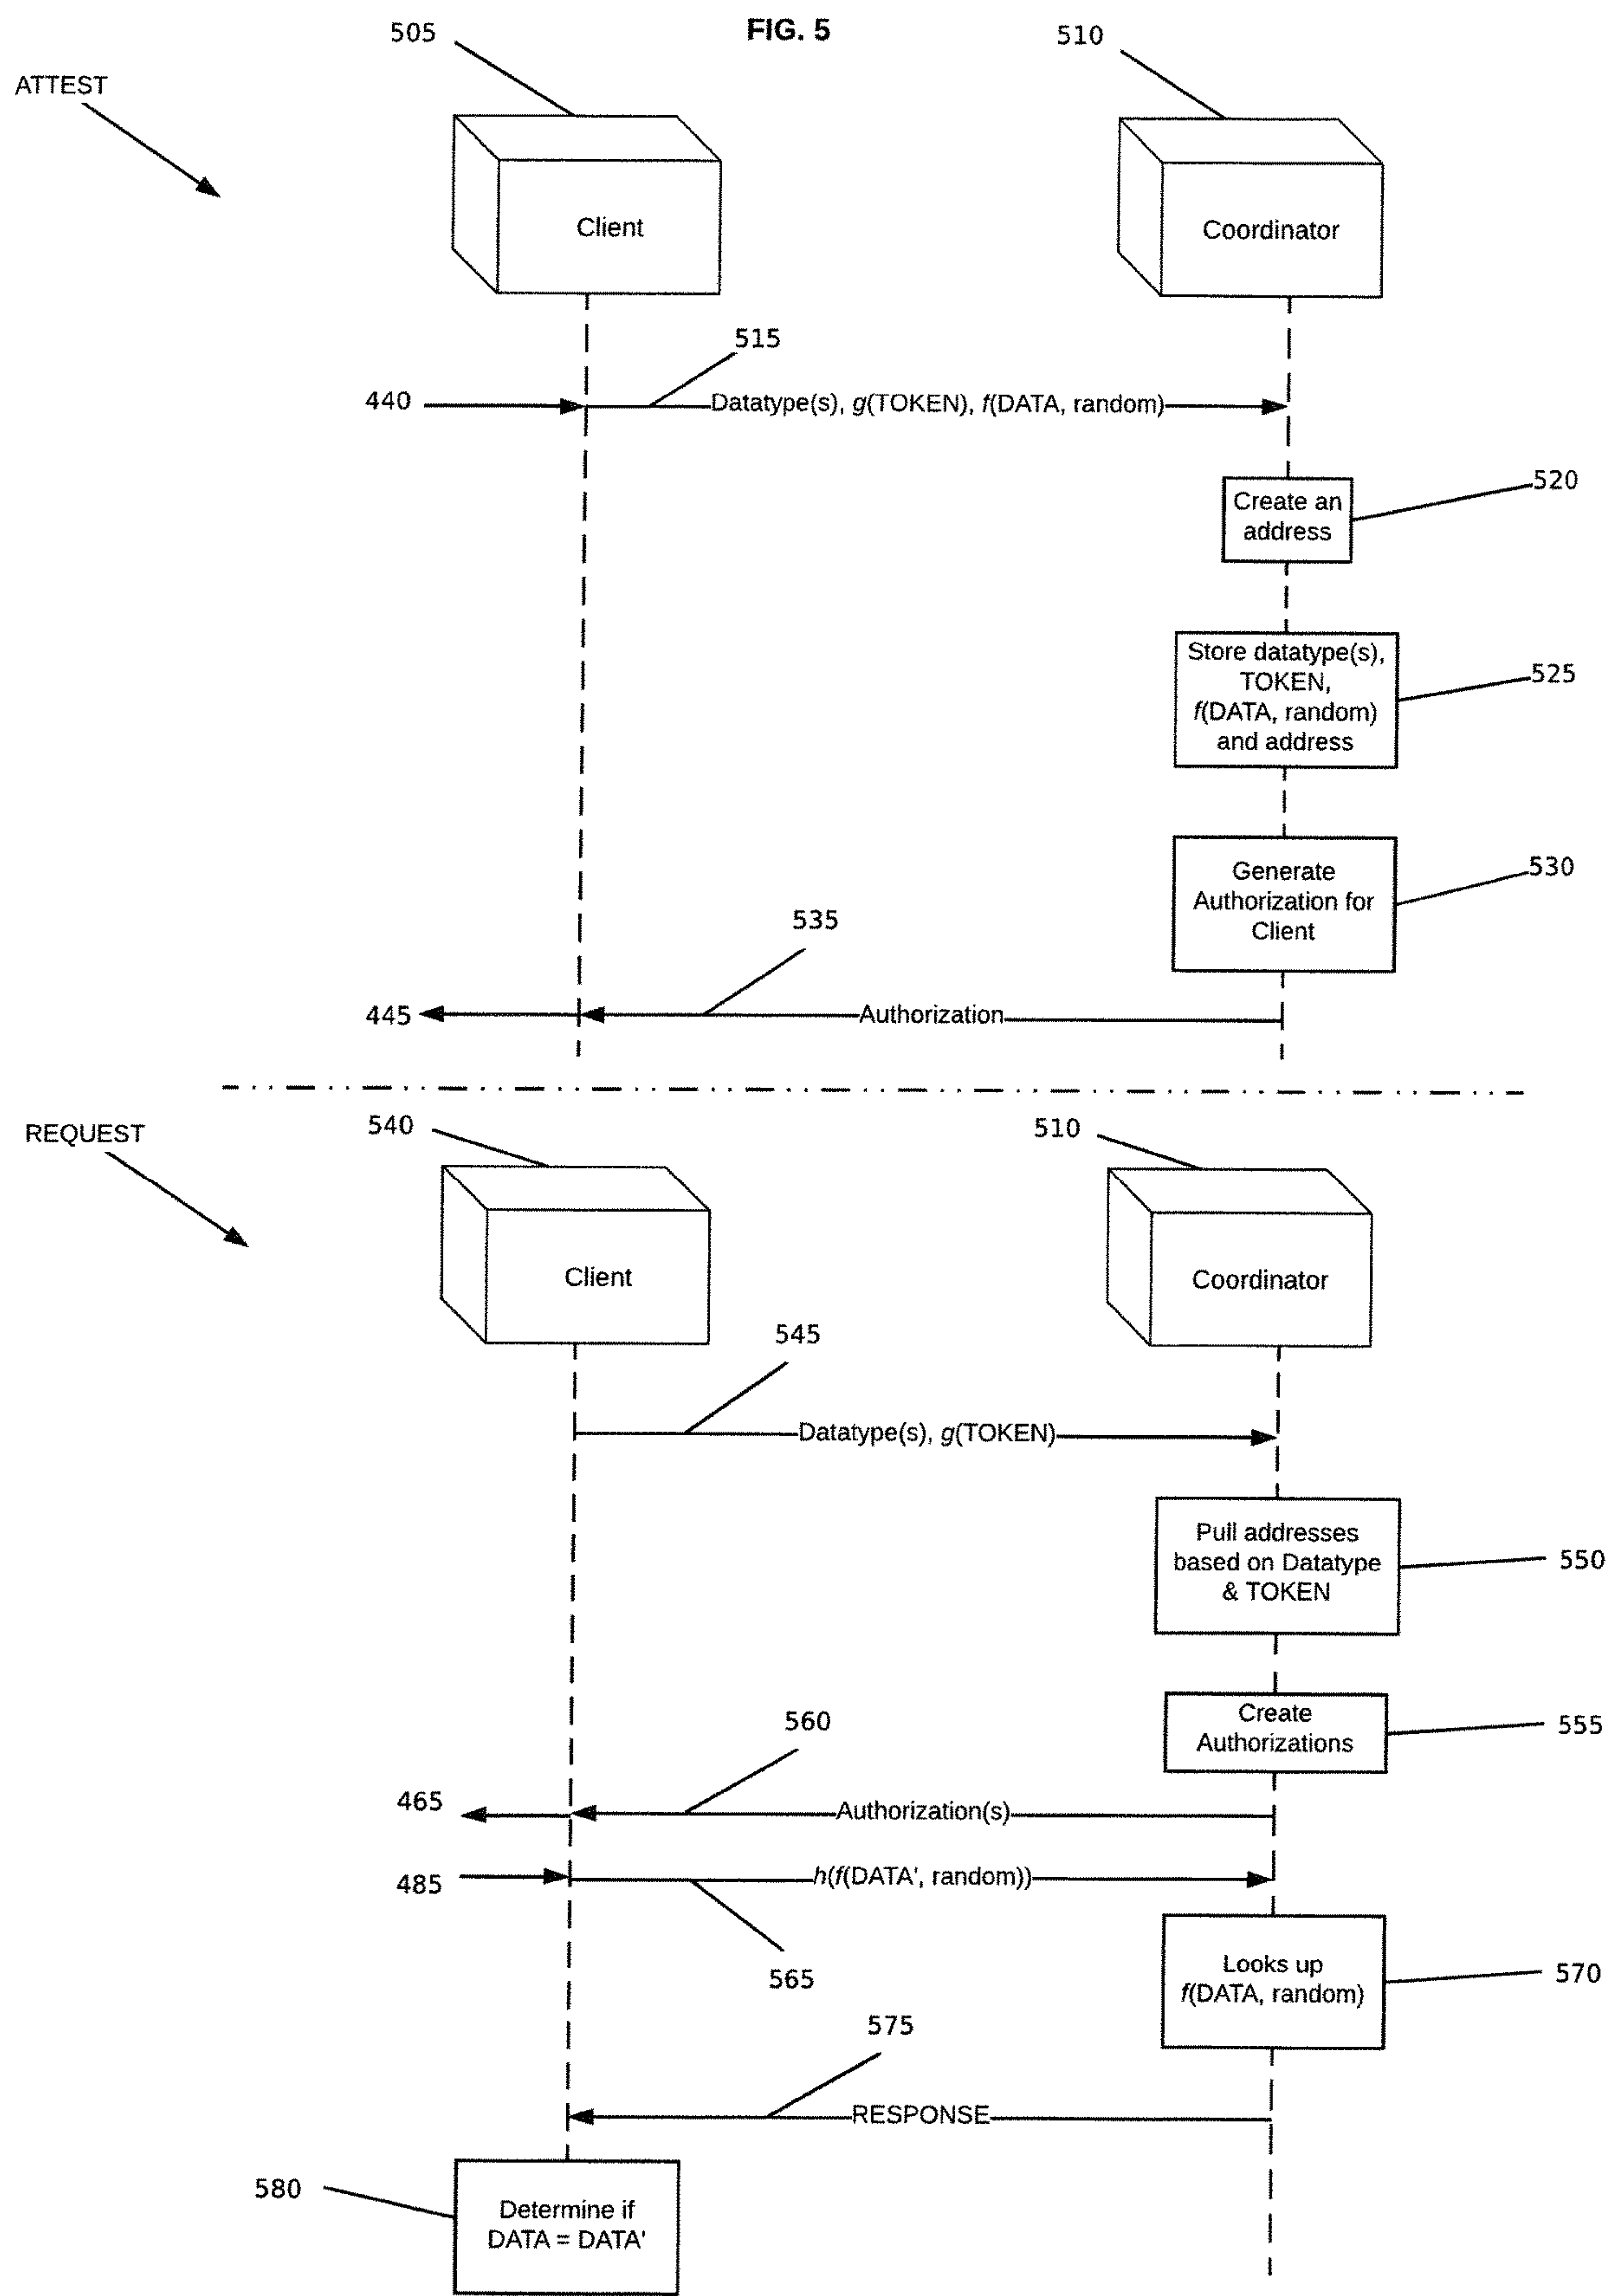 FIG. 5
505
510
ATTEST
Client
Coordinator
515
440
Datatype(s), g(TOKEN), f(DATA, random)
520
Create an
address
525
Store datatype(s),
TOKEN,
f(DATA, random)
and address
530
Generate
Authorization for
Client
535
445
Authorization
REQUEST
540
510
Client
Coordinator
545
Datatype(s), g(TOKEN)
Pull addresses
based on Datatype
& TOKEN
550
Create
Authorizations
555
560
465
Authorization(s)
485
h(f(DATA', random))
565
Looks up
f(DATA, random)
570
575
RESPONSE
580
Determine if
DATA = DATA'